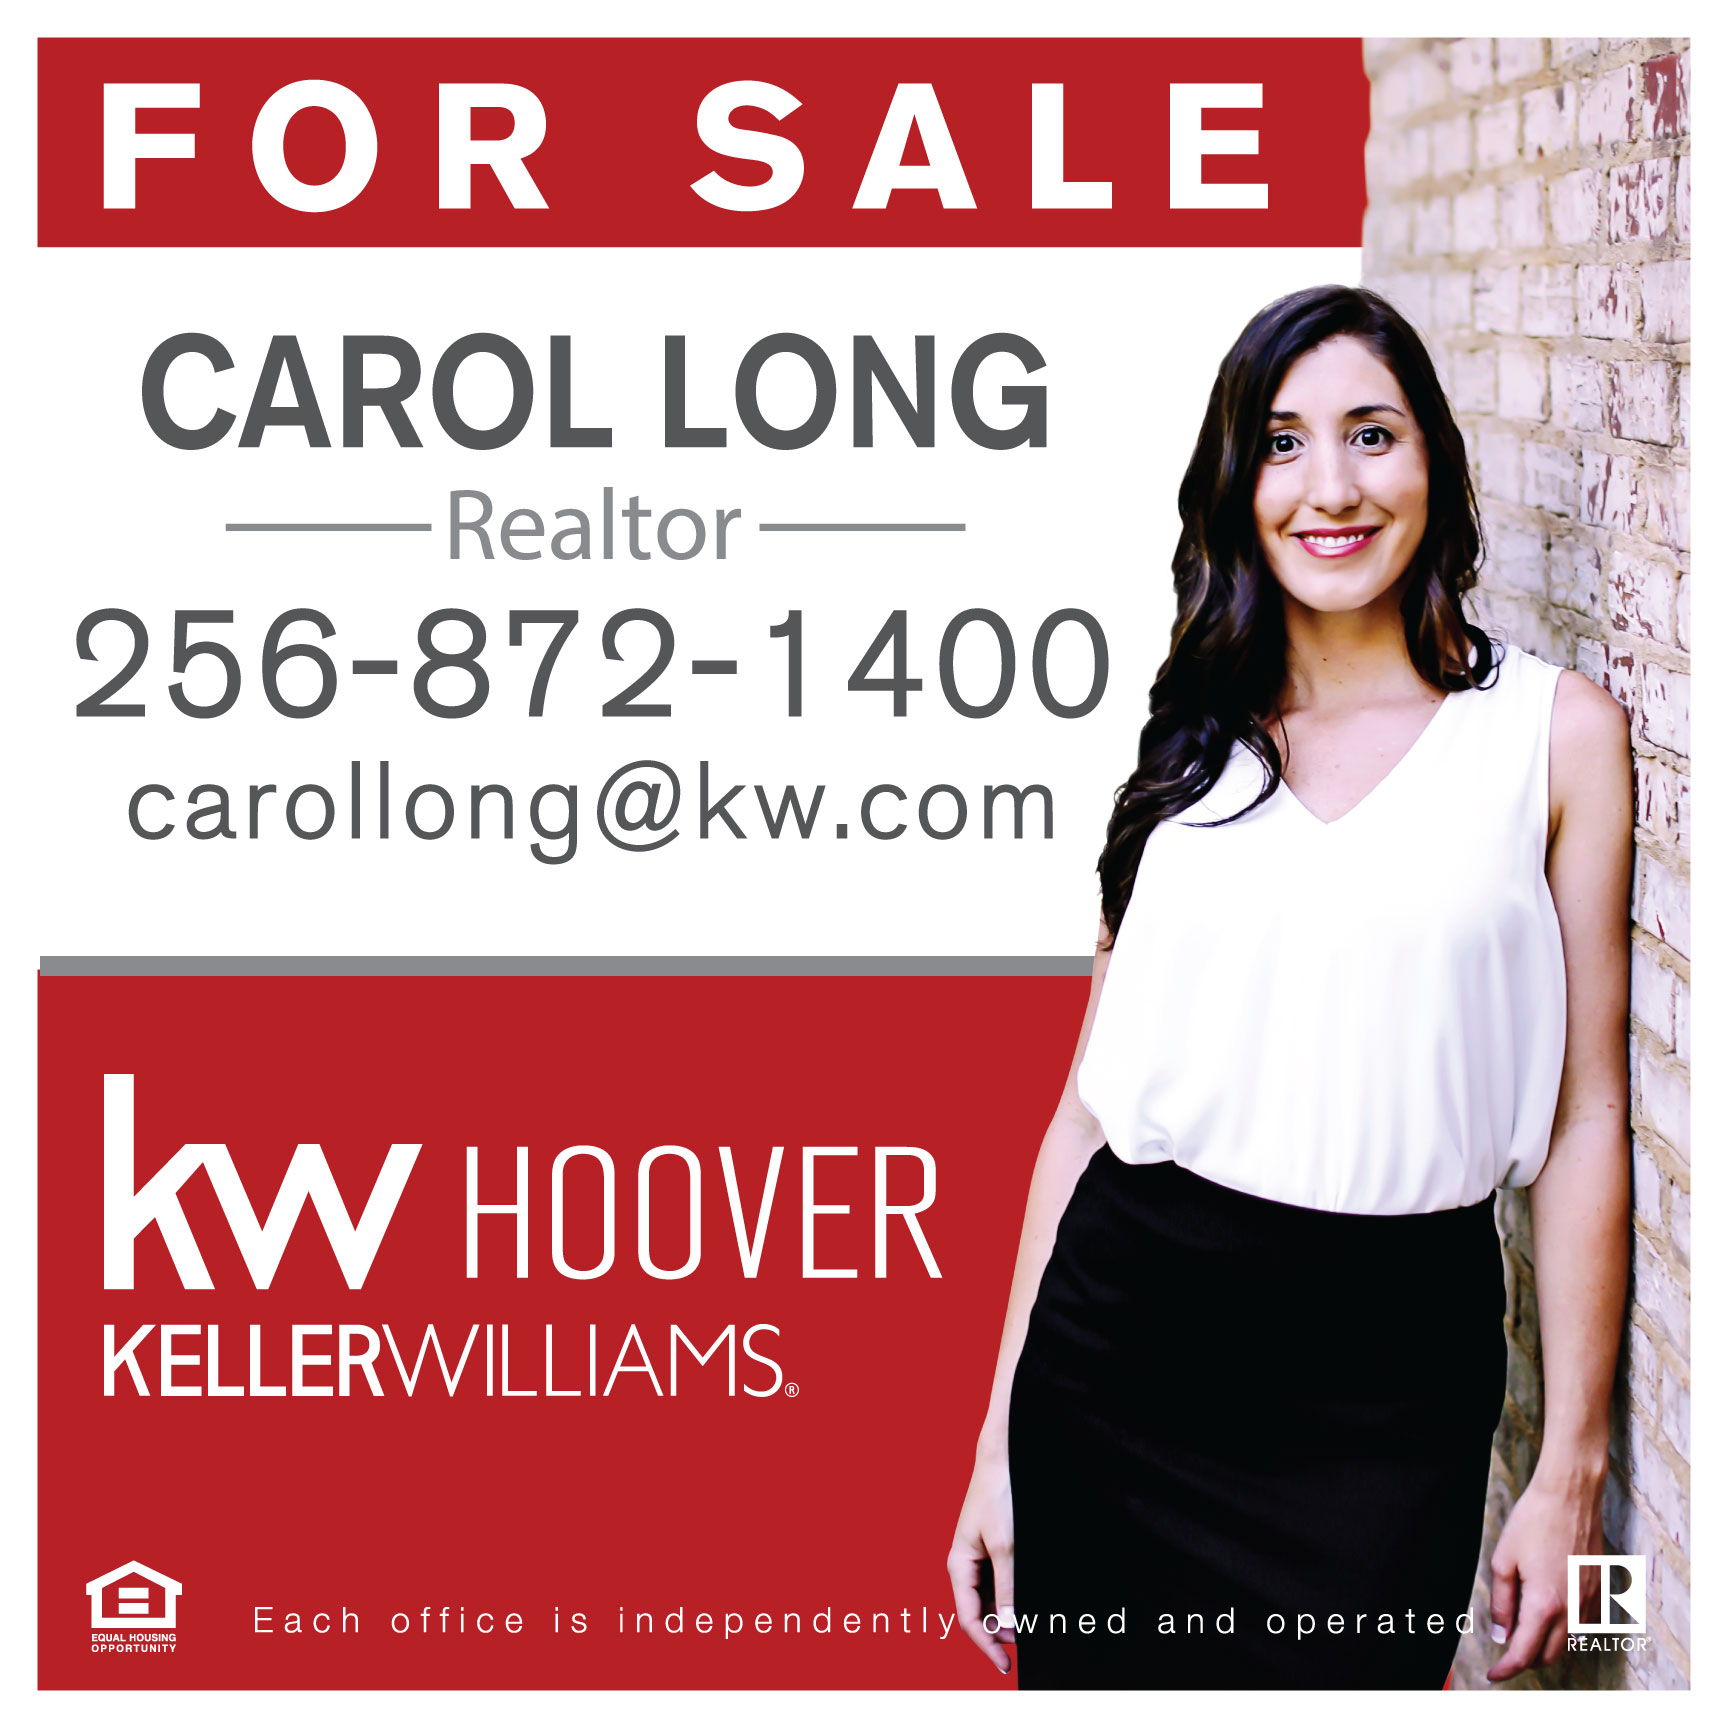 FOR SALE
CAROL LONG
Realtor
256-872-1400
carollong@kw.com
kw HOOVER
KELLERWILLIAMS®
EQUAL HOUSING
OPPORTUNITY
Each office is independently owned and operated
R
REALTOR®